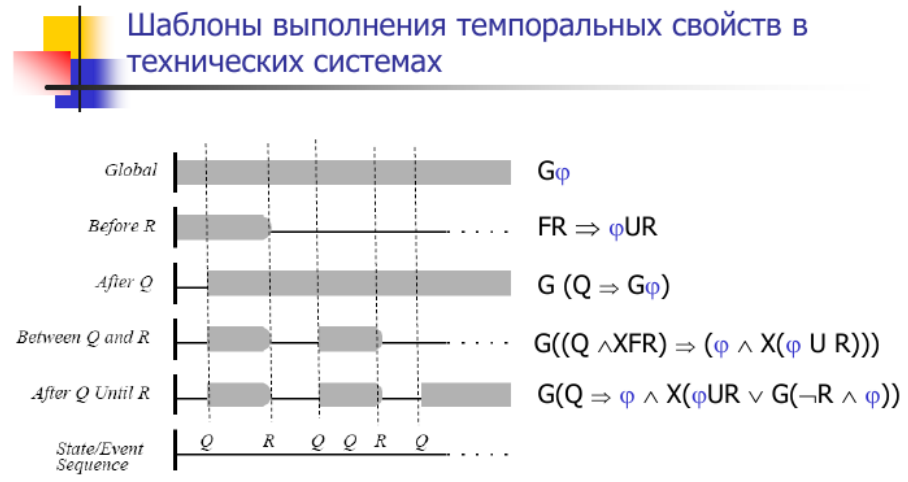 Шаблоны выполнения темпоральных свойств в
технических системах
Global Gφ
Before R FR ⇒ φUR
After Q G (Q ⇒ Gφ)
Between Q and R G((Q ∧XFR) ⇒ (φ ∧ X(φ U R)))
After Q Until R G(Q ⇒ φ ∧ X(φUR ∨ G(¬R ∧ φ))
Q R Q Q R Q
State/Event
Sequence